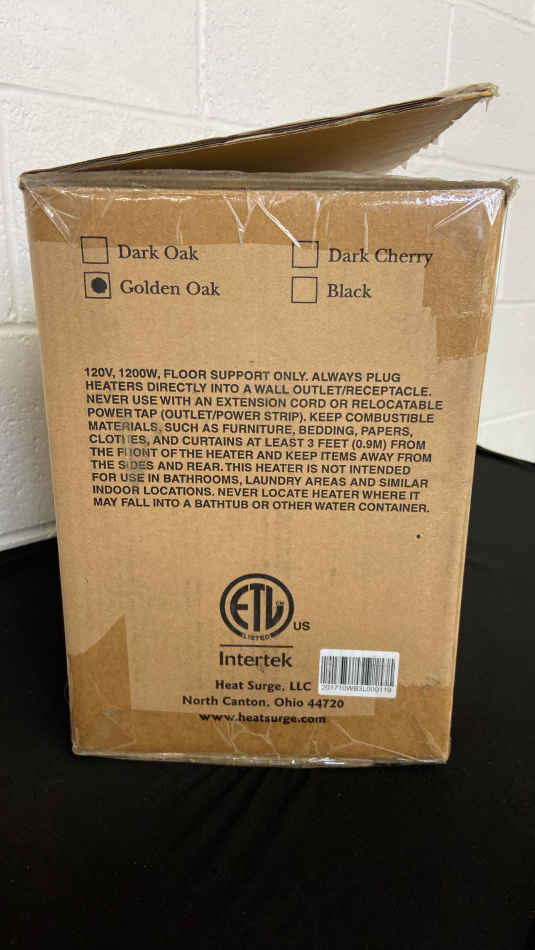 Dark Oak
Dark Cherry
Golden Oak
Black
120V, 1200W, FLOOR SUPPORT ONLY. ALWAYS PLUG
HEATERS DIRECTLY INTO A WALL OUTLET/RECEPTACLE.
NEVER USE WITH AN EXTENSION CORD OR RELOCATABLE
POWER TAP (OUTLET/POWER STRIP). KEEP COMBUSTIBLE
MATERIALS, SUCH AS FURNITURE, BEDDING, PAPERS,
CLOTHES, AND CURTAINS AT LEAST 3 FEET (0.9M) FROM
THE FRONT OF THE HEATER AND KEEP ITEMS AWAY FROM
THE SIDES AND REAR. THIS HEATER IS NOT INTENDED
FOR USE IN BATHROOMS, LAUNDRY AREAS AND SIMILAR
INDOOR LOCATIONS. NEVER LOCATE HEATER WHERE IT
MAY FALL INTO A BATHTUB OR OTHER WATER CONTAINER.
ETL
CM
LISTED
US
Intertek
201710WB3L000119
Heat Surge, LLC
North Canton, Ohio 44720
www.heatsurge.com